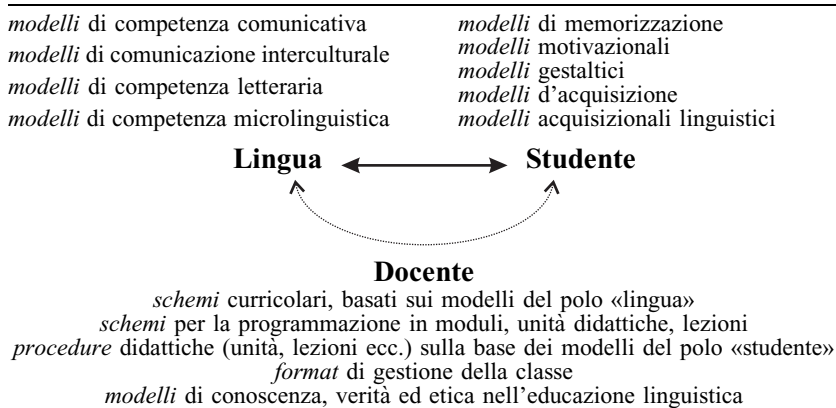 modelli di competenza comunicativa
modelli di comunicazione interculturale
modelli di competenza letteraria
modelli di competenza microlinguistica
modelli di memorizzazione
modelli motivazionali
modelli gestaltici
modelli d'acquisizione
modelli acquisizionali linguistici
Lingua
Studente
Docente
schemi curricolari, basati sui modelli del polo «lingua»
schemi per la programmazione in moduli, unità didattiche, lezioni
procedure didattiche (unità, lezioni ecc.) sulla base dei modelli del polo «studente»
format di gestione della classe
modelli di conoscenza, verità ed etica nell'educazione linguistica